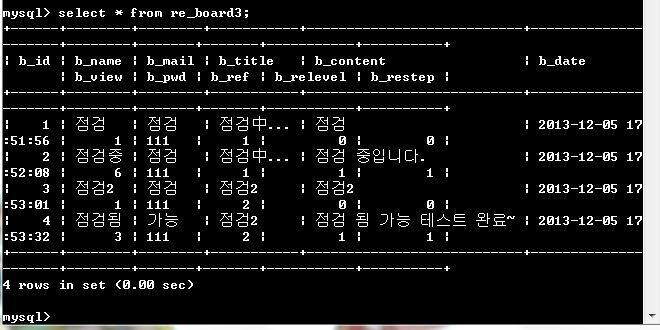 mysql> select * from re_board3;
+------+--------+--------+------------+--------------------------+--------------
-------+--------+-------+-------+-----------+----------+
| b_id | b_name | b_mail | b_title | b_content | b_date
| b_view | b_pwd | b_ref | b_relevel | b_restep |
+------+--------+--------+------------+--------------------------+--------------
-------+--------+-------+-------+-----------+----------+
| 1 | 점검 | 점검 | 점검中... | 점검 | 2013-12-05 17
:51:56 | 1 | 111 | 1 | 0 | 0 |
| 2 | 점검중 | 점검 | 점검中... | 점검 중입니다. | 2013-12-05 17
:52:08 | 6 | 111 | 1 | 1 | 1 |
| 3 | 점검2 | 점검 | 점검2 | 점검2 | 2013-12-05 17
:53:01 | 1 | 111 | 2 | 0 | 0 |
| 4 | 점검됨 | 가능 | 점검2 | 점검 됨 가능 테스트 완료~ | 2013-12-05 17
:53:32 | 3 | 111 | 2 | 1 | 1 |
+------+--------+--------+------------+--------------------------+--------------
-------+--------+-------+-------+-----------+----------+
4 rows in set (0.00 sec)
mysql>